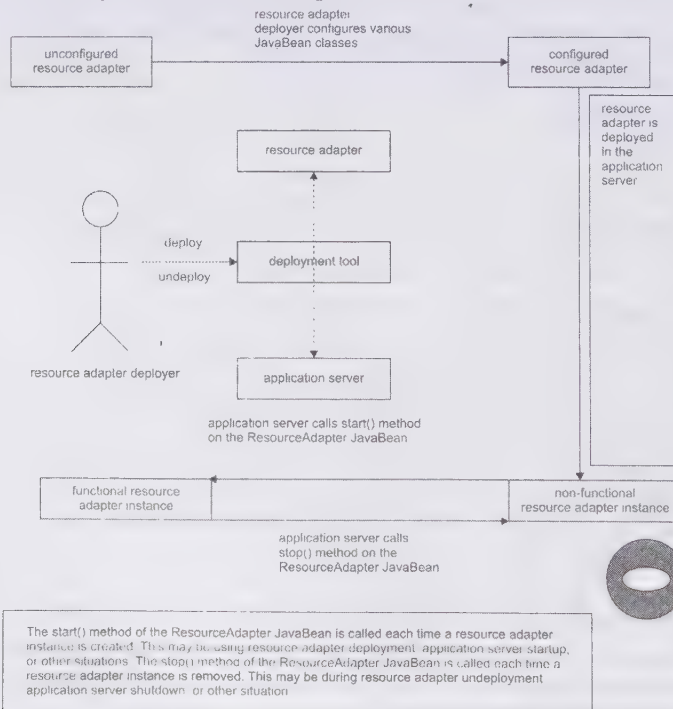 resource adapter
deployer configures various
JavaBean classes
unconfigured
resource adapter
configured
resource adapter
resource
adapter is
deployed
in the
application
server
resource adapter
deploy
undeploy
deployment tool
resource adapter deployer
application server
application server calls start() method
on the ResourceAdapter JavaBean
functional resource
adapter instance
non-functional
resource adapter instance
application server calls
stop() method on the
ResourceAdapter JavaBean
The start() method of the ResourceAdapter JavaBean is called each time a resource adapter
instance is created. This may be using resource adapter deployment, application server startup,
or other situations. The stop() method of the ResourceAdapter JavaBean is called each time a
resource adapter instance is removed. This may be during resource adapter undeployment
application server shutdown or other situation